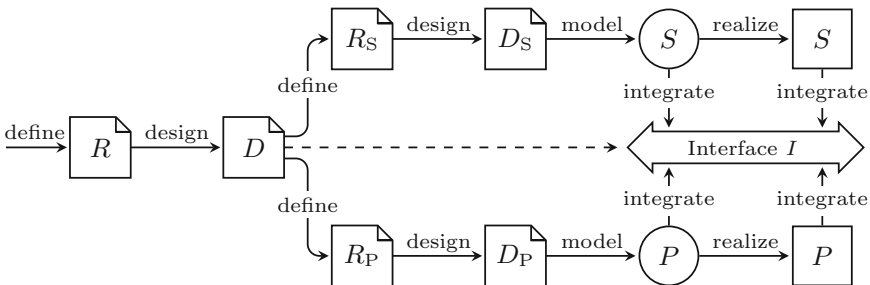 R_S design D_S model S realize S
define integrate integrate
define R design D Interface I
define integrate integrate
R_P design D_P model P realize P